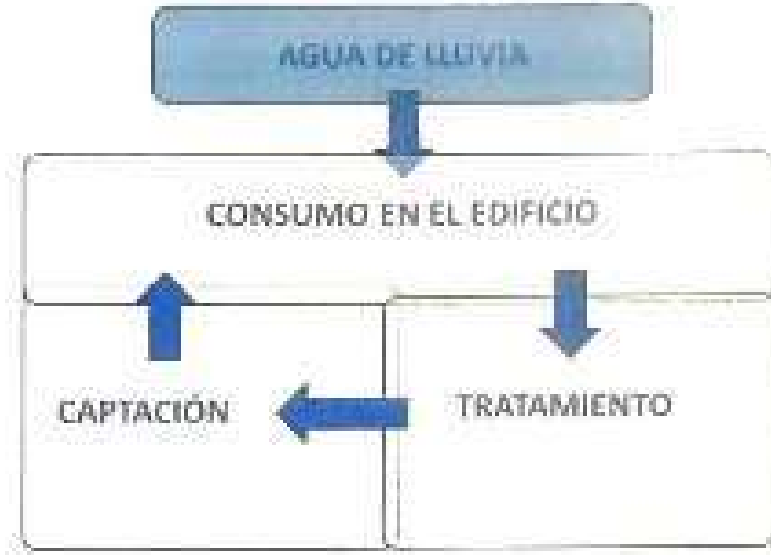 AGUA DE LLUVIA
CONSUMO EN EL EDIFICIO
CAPTACIÓN
TRATAMIENTO